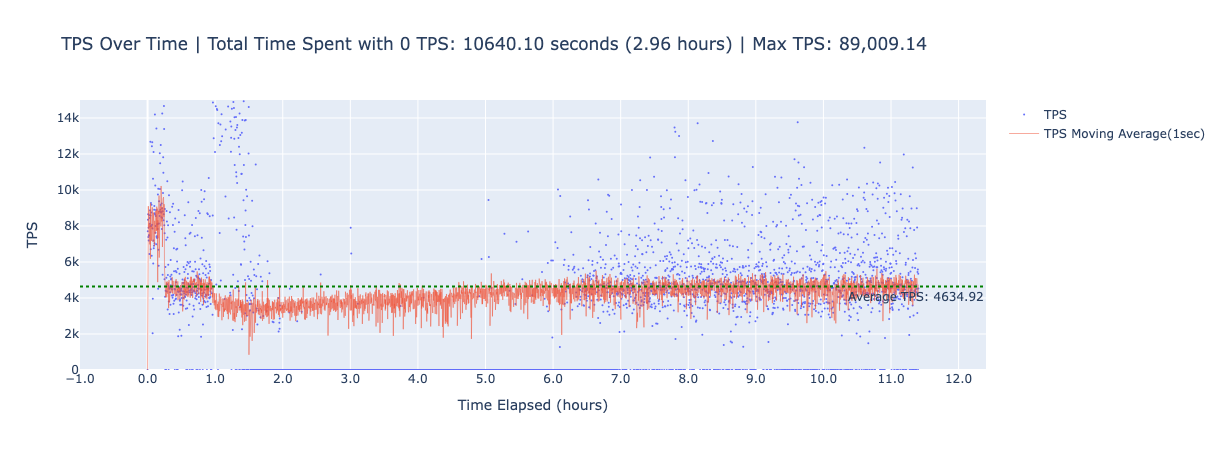 TPS Over Time | Total Time Spent with 0 TPS: 10640.10 seconds (2.96 hours) | Max TPS: 89,009.14
TPS
TPS Moving Average(1sec)
14k
12k
10k
8k
6k
4k
2k
0
TPS
Average TPS: 4634.92
−1.0 0.0 1.0 2.0 3.0 4.0 5.0 6.0 7.0 8.0 9.0 10.0 11.0 12.0
Time Elapsed (hours)